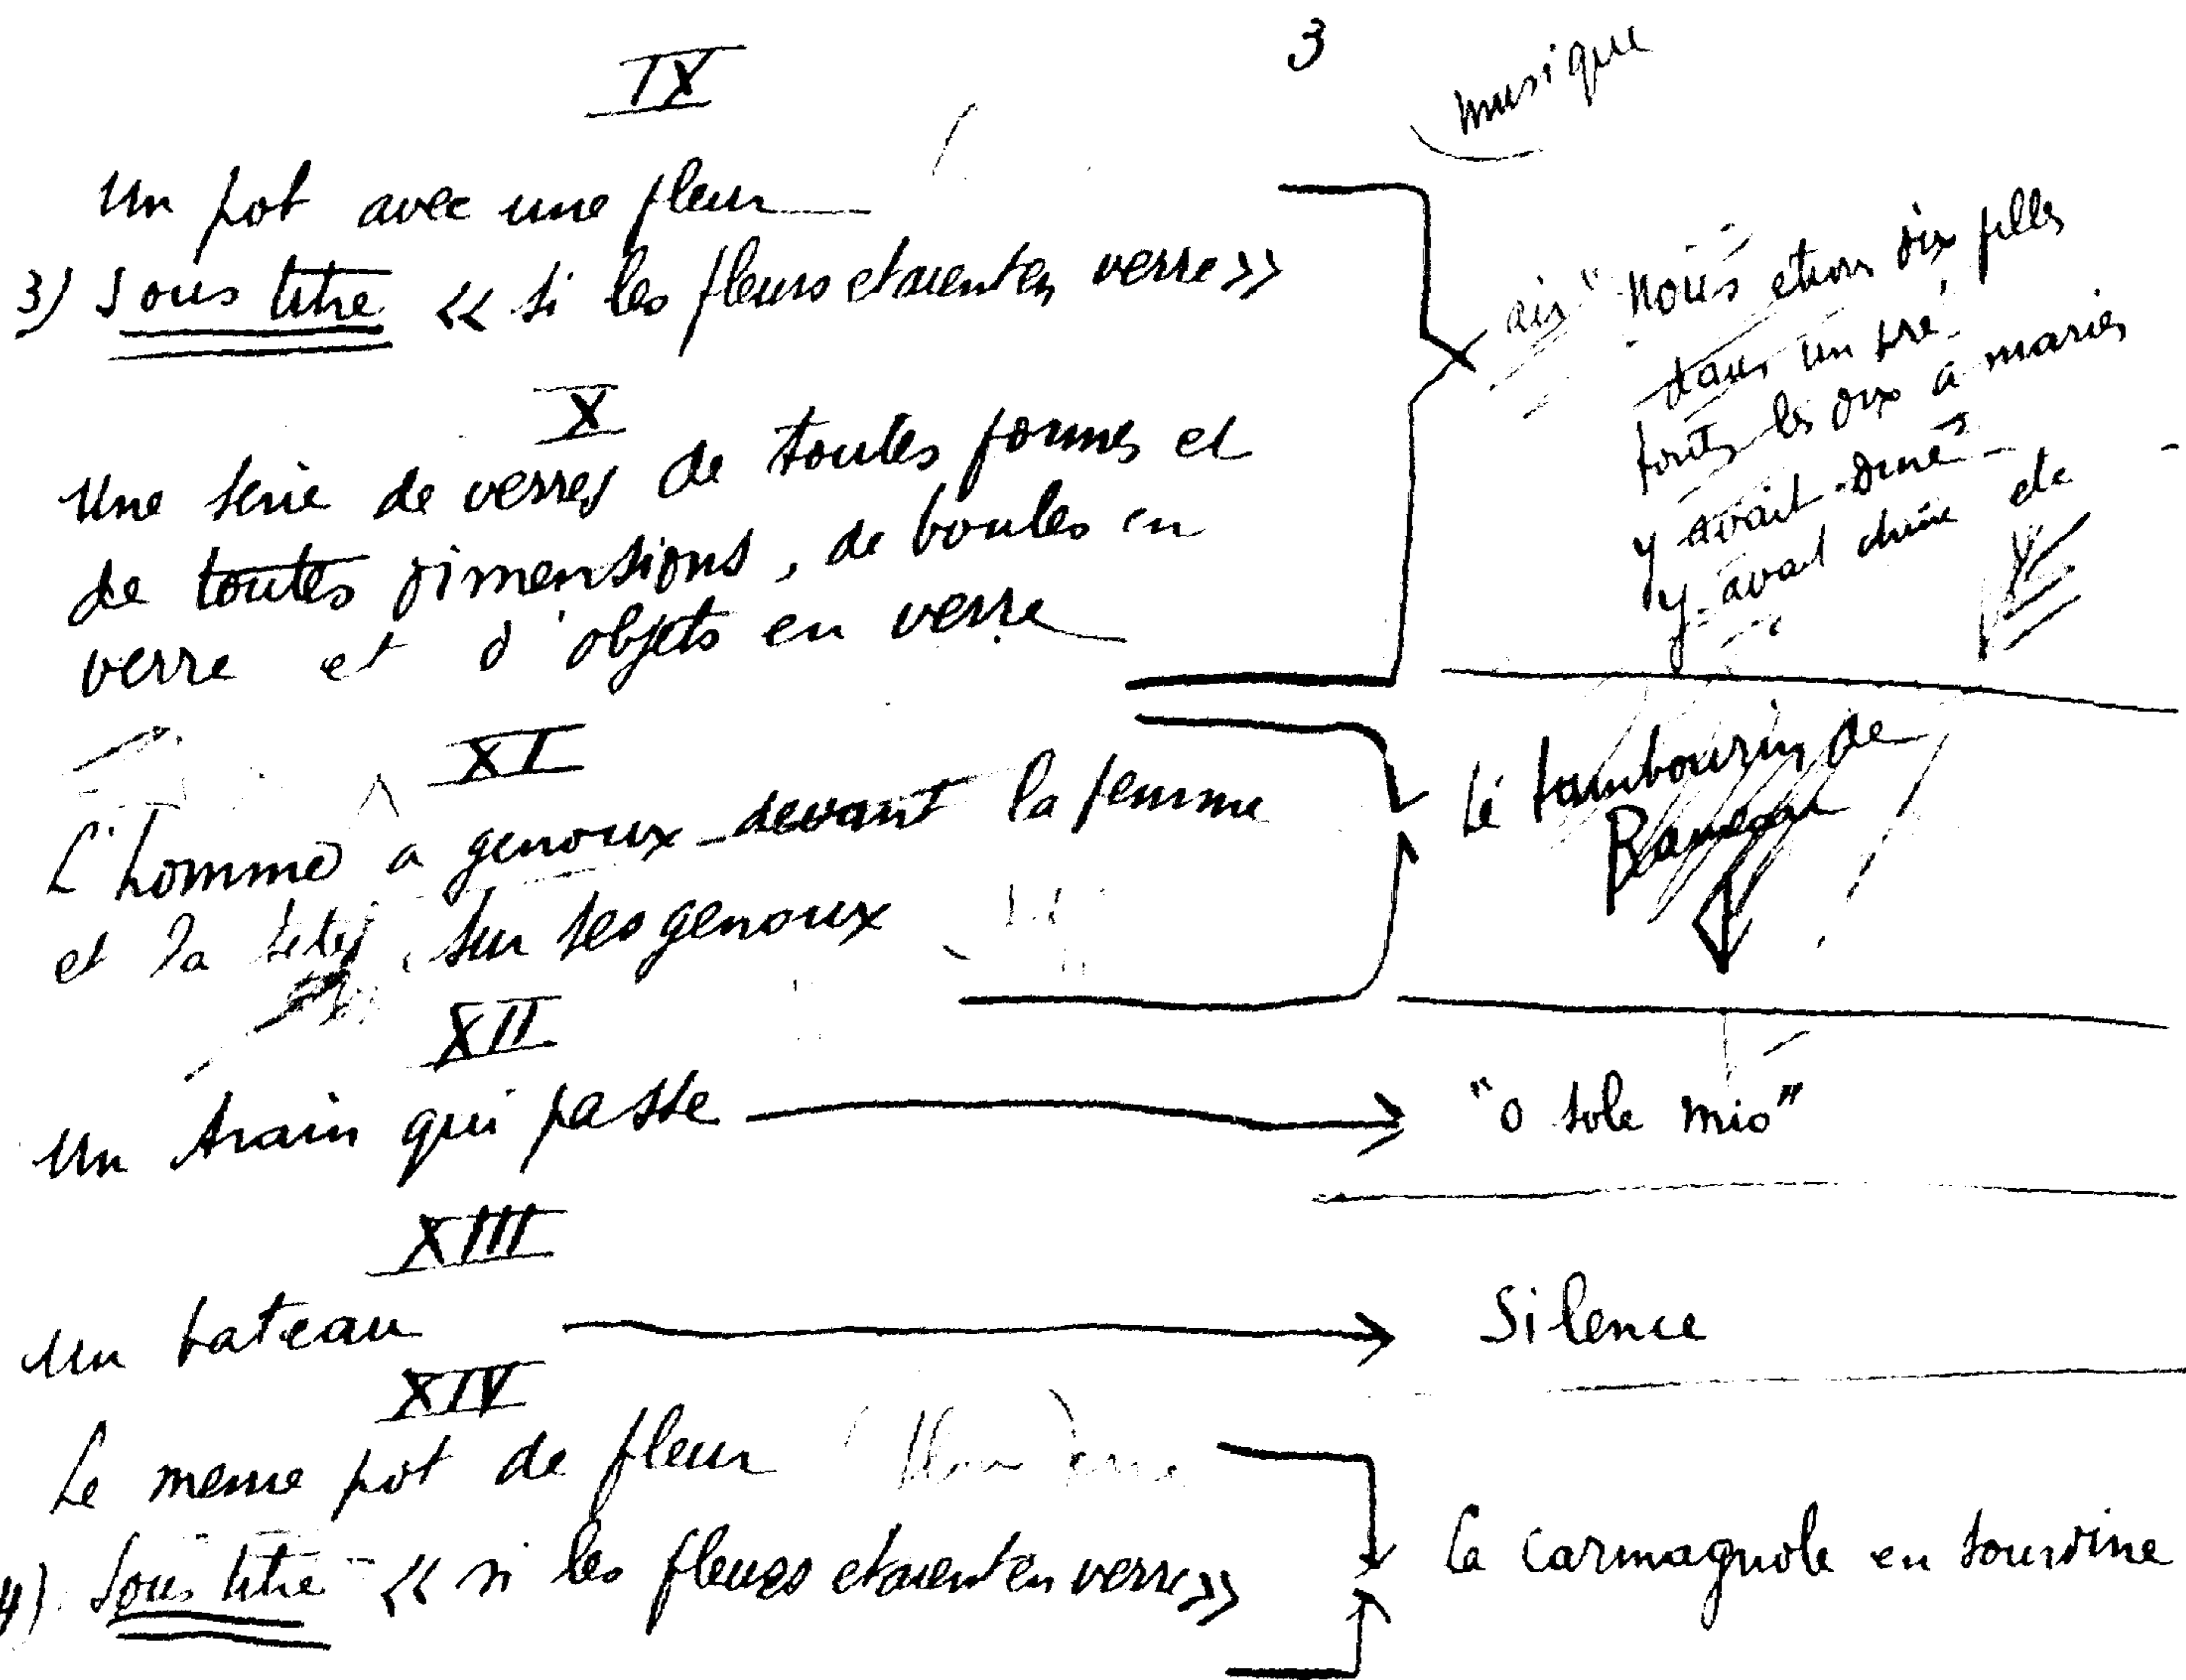 3
musique
IX
Un pot avec une fleur
3) Sous titre << si les fleurs etaient en verre >>
air "Nous etions dix filles
dans un pré
toutes les dix a marier
y avait Dine
y avait chine etc
X
Une serie de verres de toutes formes et
de toutes dimensions, de boules en
verre et d'objets en verre
XI
L'homme a genoux devant la femme
et la tete sur ses genoux
Le tambourin de
Rameau
XII
Un train qui passe
"o sole mio"
XIII
Un bateau
Silence
XIV
Le meme pot de fleur
4) Sous titre << si les fleurs etaient en verre >>
La carmagnole en sourdine